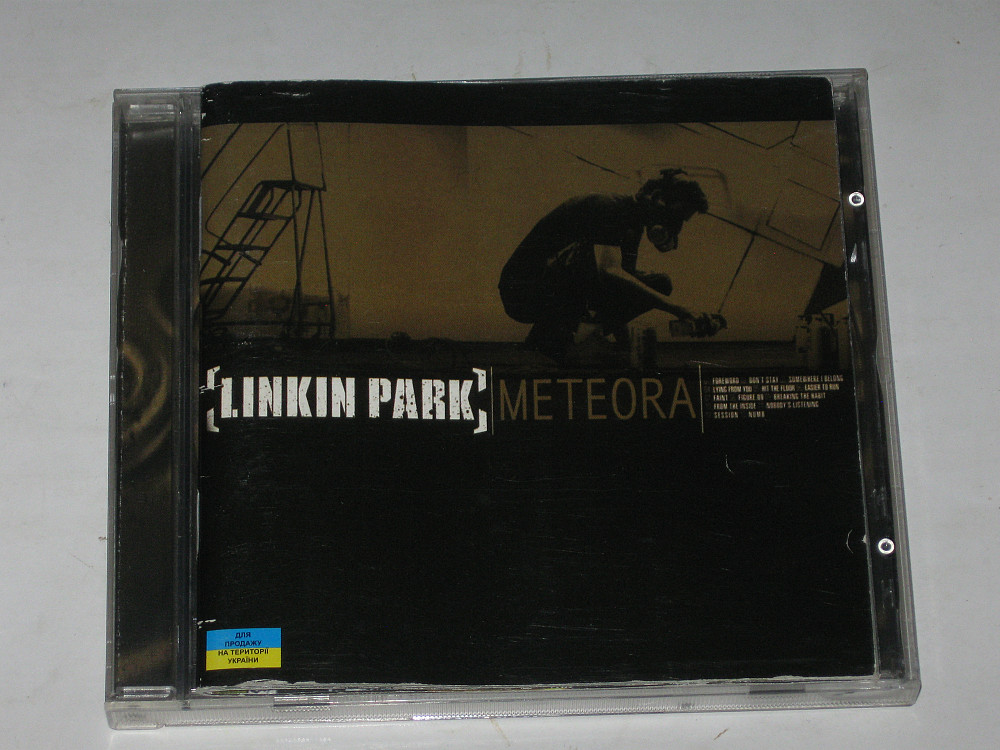 [LINKIN PARK]
METEORA
FOREWORD :: DON'T STAY :: SOMEWHERE I BELONG
LYING FROM YOU :: HIT THE FLOOR :: EASIER TO RUN
FAINT :: FIGURE.09 :: BREAKING THE HABIT
FROM THE INSIDE :: NOBODY'S LISTENING
SESSION :: NUMB
ДЛЯ
ПРОДАЖУ
НА ТЕРИТОРІЇ
УКРАЇНИ